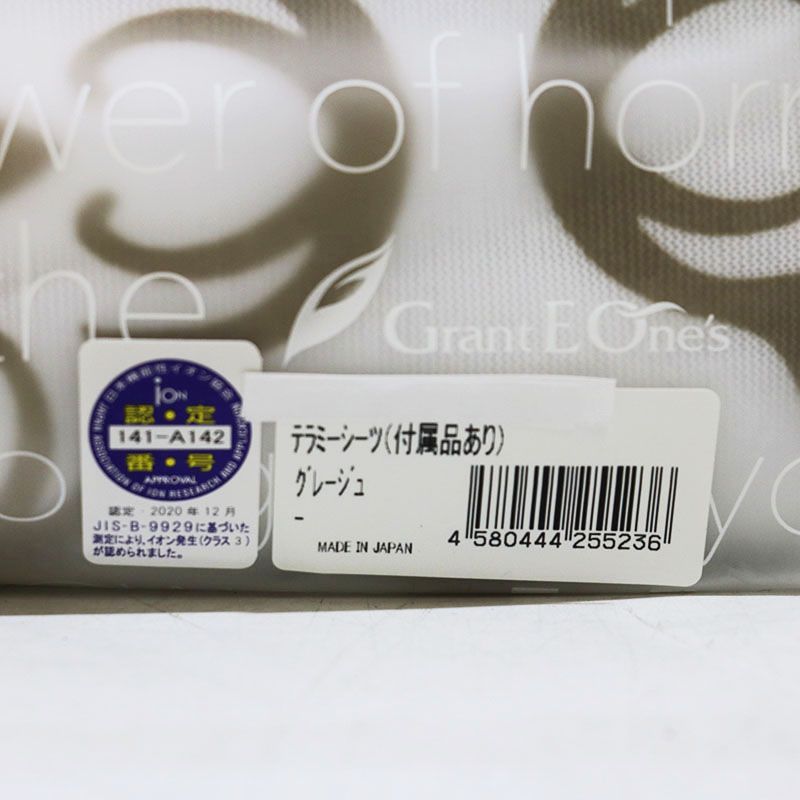 wer of horm
the
Grant E One's
iON
認・定
141-A142
番・号
APPROVAL
認定・2020年12月
JIS-B-9929に基づいた
測定により、イオン発生(クラス3)
が認められました。
テラミーシーツ(付属品あり)
グレージュ
-
MADE IN JAPAN
4 580444 255236